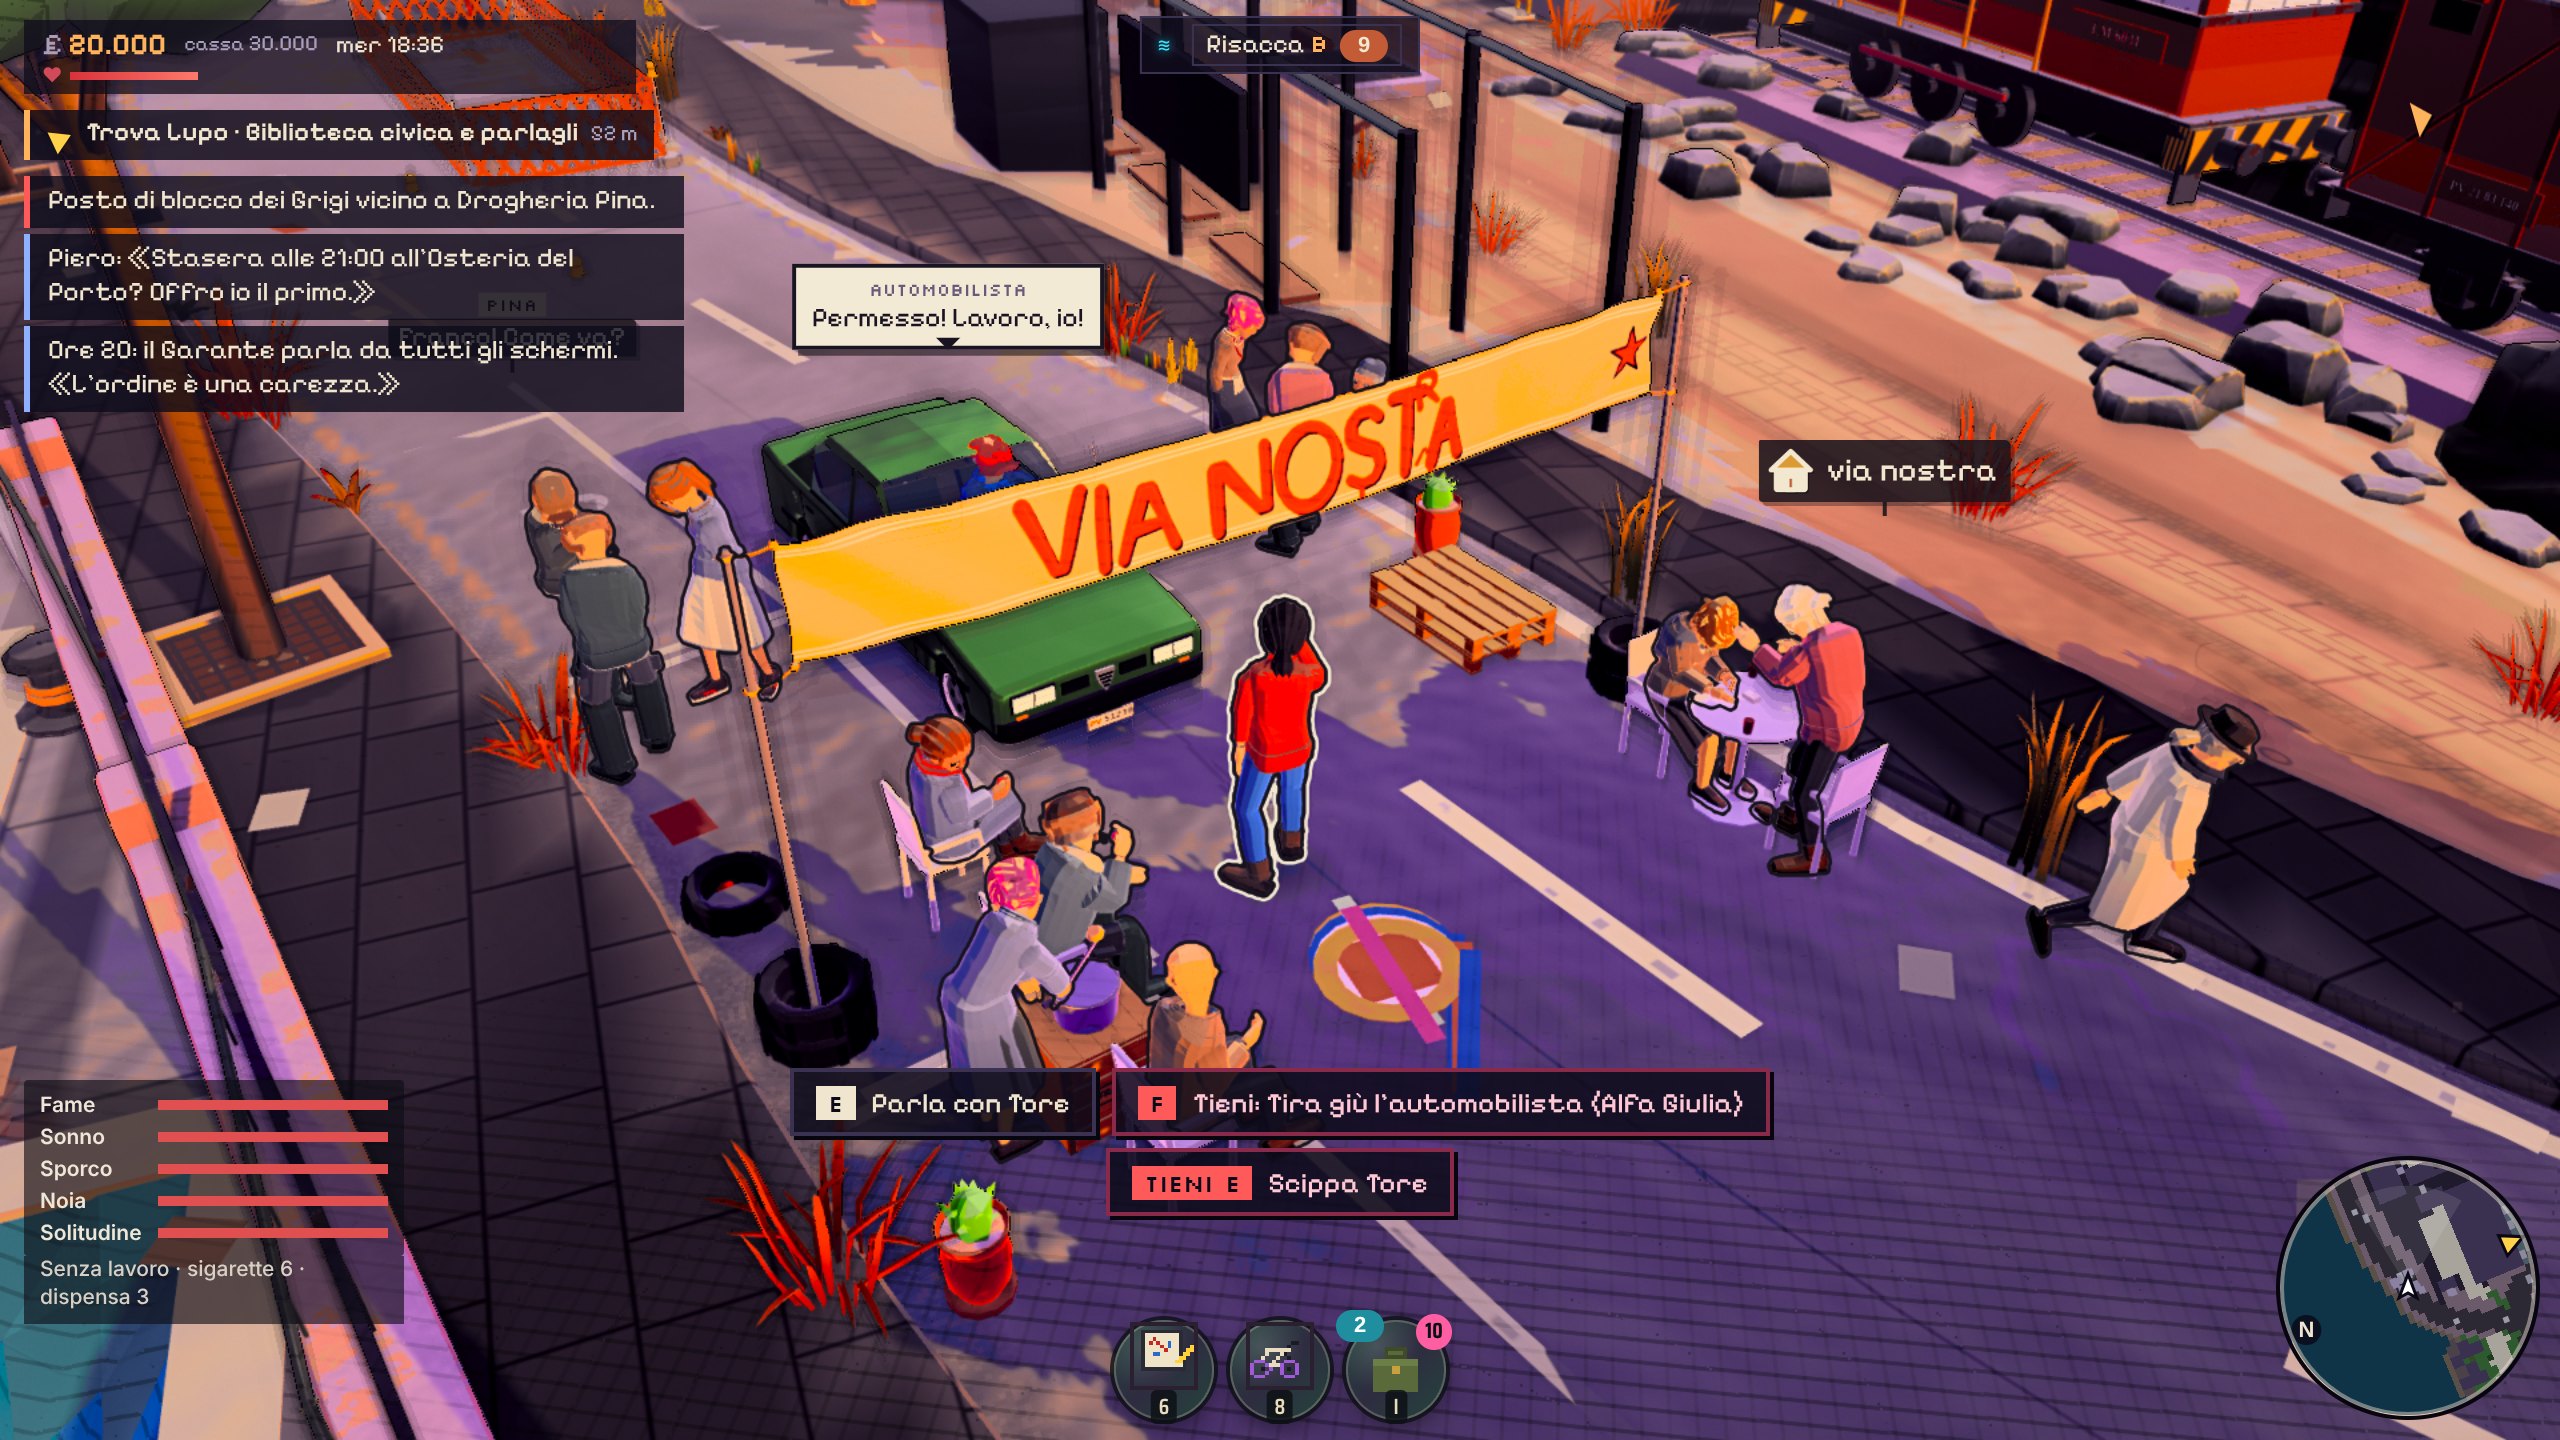 £ 20.000 cassa 30.000 mer 18:36
Risacca B 9
Trova Lupo · Biblioteca civica e parlagli 92 m
Posto di blocco dei Grigi vicino a Drogheria Pina.
Piero: «Stasera alle 21:00 all'Osteria del
Porto? Offro io il primo.»
PINA
Franco! Come va?
Ore 20: il Garante parla da tutti gli schermi.
«L'ordine è una carezza.»
AUTOMOBILISTA
Permesso! Lavoro, io!
VIA NOSTRA
via nostra
E Parla con Tore
F Tieni: Tira giù l'automobilista (Alfa Giulia)
TIENI E Scippa Tore
Fame
Sonno
Sporco
Noia
Solitudine
Senza lavoro · sigarette 6 ·
dispensa 3
2 10
6 8 I
N